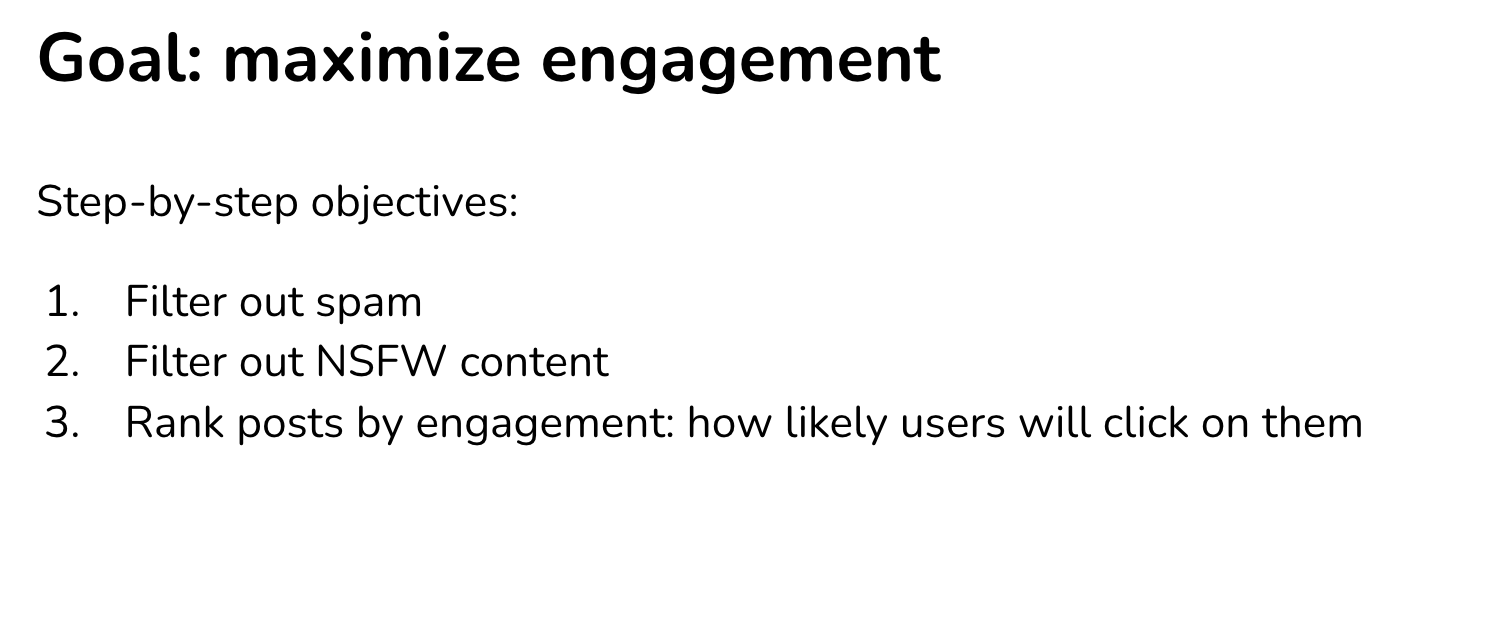 Goal: maximize engagement
Step-by-step objectives:
1. Filter out spam
2. Filter out NSFW content
3. Rank posts by engagement: how likely users will click on them